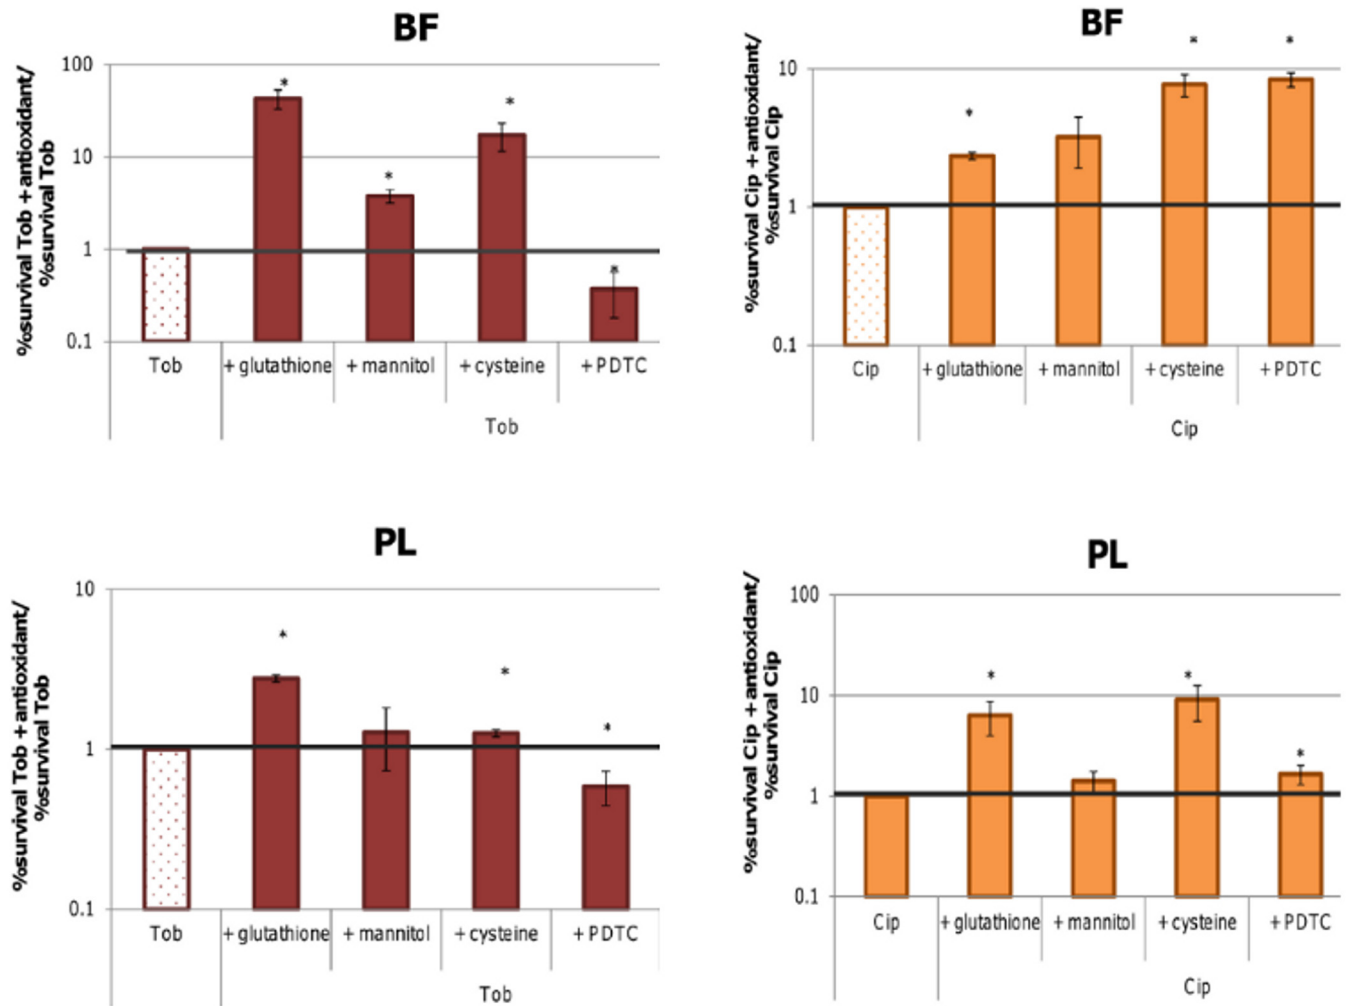 BF
%survival Tob + antioxidant/
%survival Tob
100
10
1
0.1
*
*
*
*
Tob
+ glutathione
+ mannitol
+ cysteine
+ PDTC
Tob
BF
%survival Cip + antioxidant/
%survival Cip
10
1
0.1
*
*
*
Cip
+ glutathione
+ mannitol
+ cysteine
+ PDTC
Cip
PL
%survival Tob + antioxidant/
%survival Tob
10
1
0.1
*
*
*
Tob
+ glutathione
+ mannitol
+ cysteine
+ PDTC
Tob
PL
%survival Cip + antioxidant/
%survival Cip
100
10
1
0.1
*
*
*
Cip
+ glutathione
+ mannitol
+ cysteine
+ PDTC
Cip